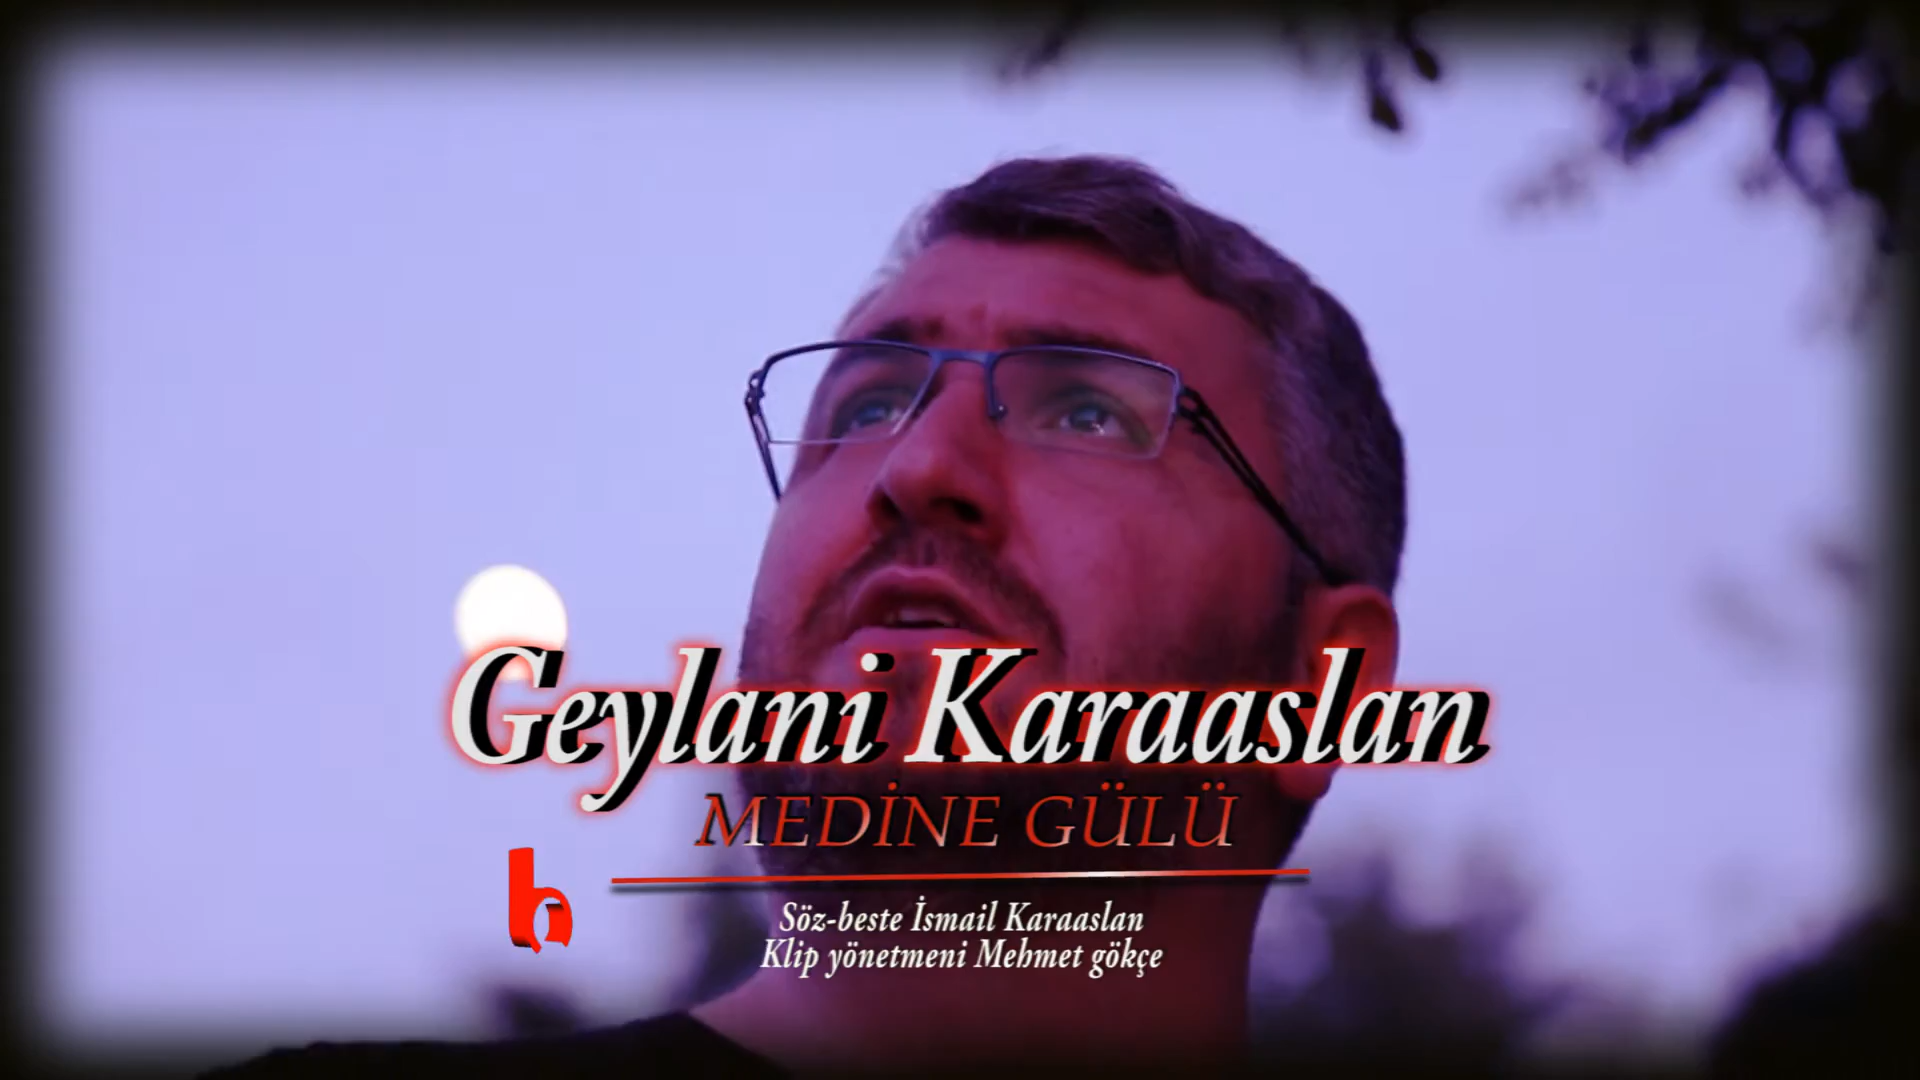 Geylani Karaaslan
MEDİNE GÜLÜ
h
Söz-beste İsmail Karaaslan
Klip yönetmeni Mehmet gökçe